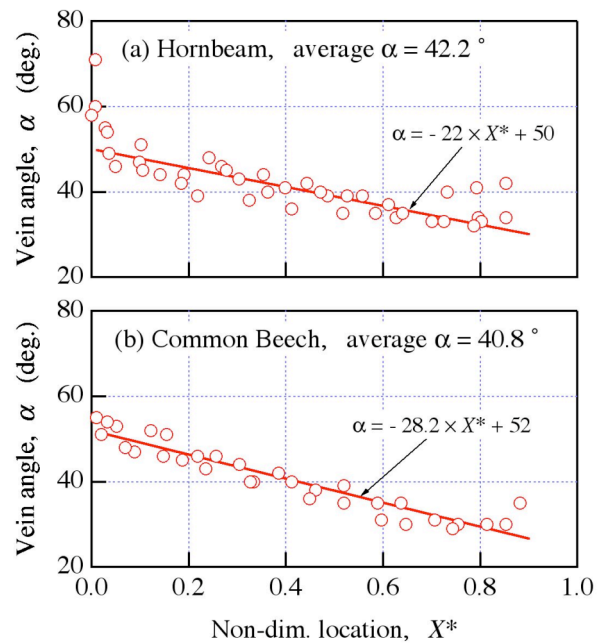 80
(a) Hornbeam, average α = 42.2 °
60
α = - 22 × X* + 50
40
20
Vein angle, α (deg.)
80
(b) Common Beech, average α = 40.8 °
60
α = - 28.2 × X* + 52
40
20
Vein angle, α (deg.)
0.0 0.2 0.4 0.6 0.8 1.0
Non-dim. location, X*